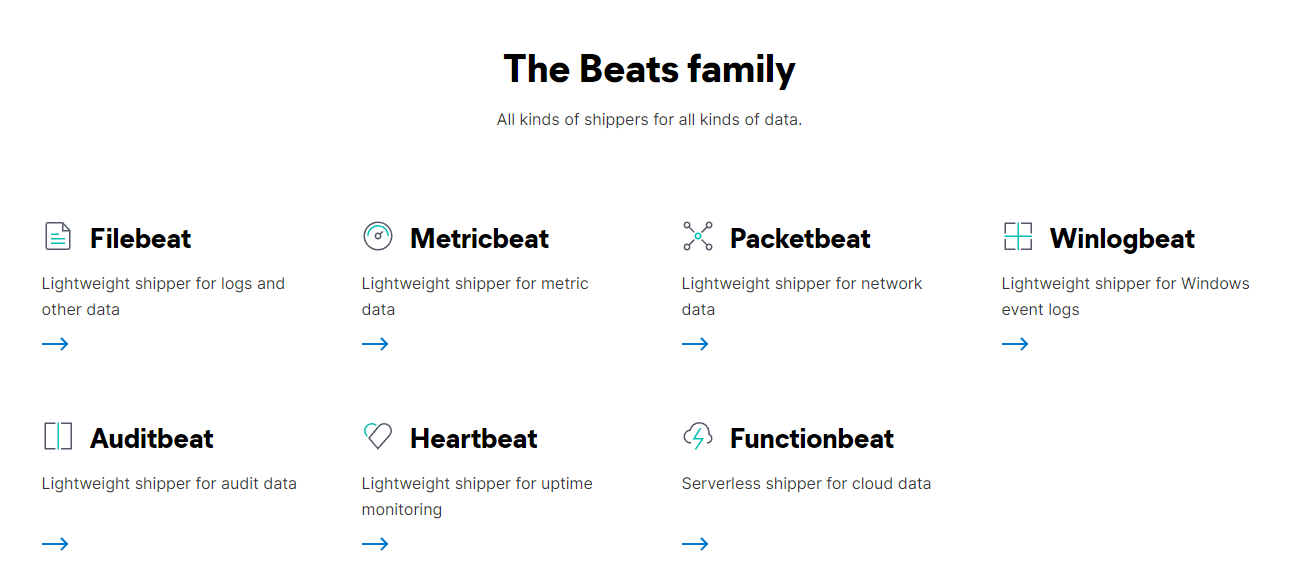 The Beats family
All kinds of shippers for all kinds of data.
Filebeat
Lightweight shipper for logs and
other data
Metricbeat
Lightweight shipper for metric
data
Packetbeat
Lightweight shipper for network
data
Winlogbeat
Lightweight shipper for Windows
event logs
Auditbeat
Lightweight shipper for audit data
Heartbeat
Lightweight shipper for uptime
monitoring
Functionbeat
Serverless shipper for cloud data